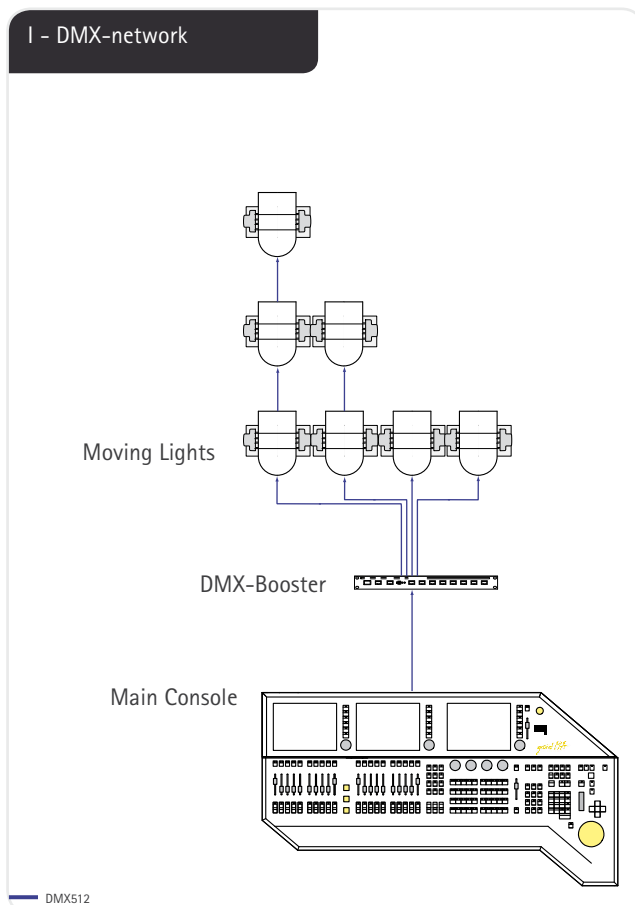 I - DMX-network
Moving Lights
DMX-Booster
Main Console
DMX512